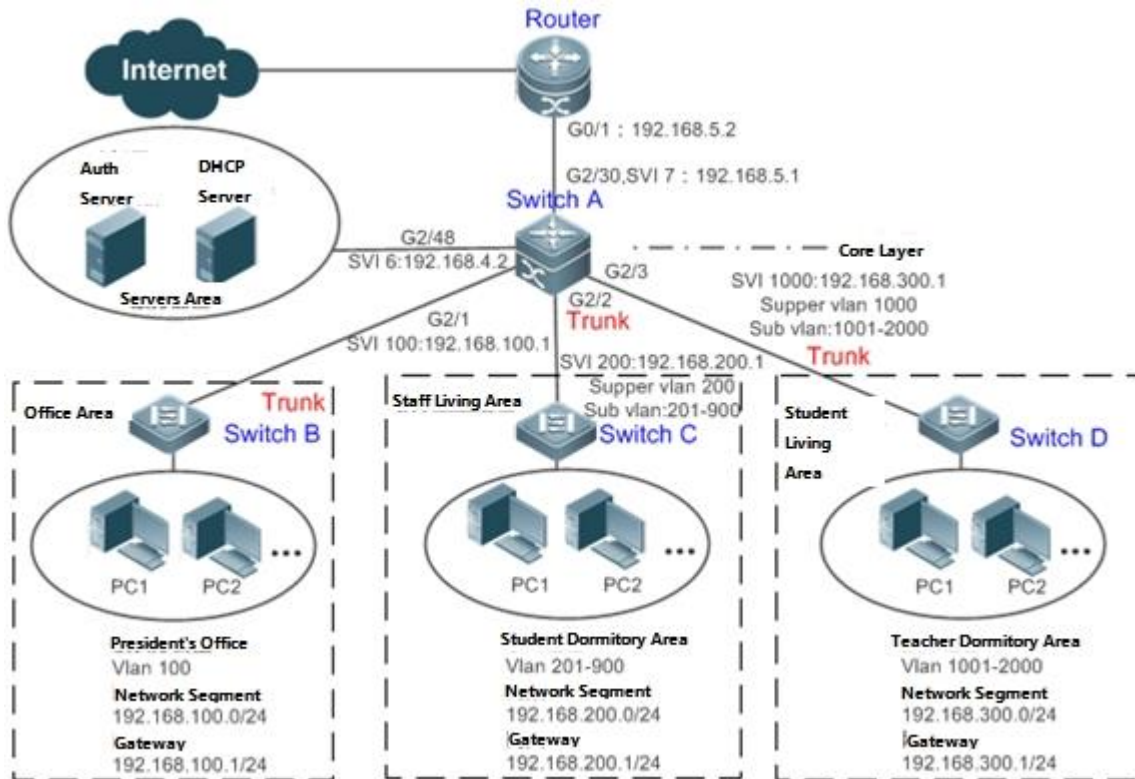 Router
Internet
G0/1 : 192.168.5.2
Auth
Server
DHCP
Server
G2/30,SVI 7 : 192.168.5.1
Switch A
G2/48
SVI 6:192.168.4.2
Servers Area
Core Layer
G2/3
SVI 1000:192.168.300.1
Supper vlan 1000
Sub vlan:1001-2000
Trunk
G2/2
Trunk
G2/1
SVI 100:192.168.100.1
SVI 200:192.168.200.1
Supper vlan 200
Sub vlan:201-900
Office Area
Trunk
Switch B
PC1
PC2
...
President's Office
Vlan 100
Network Segment
192.168.100.0/24
Gateway
192.168.100.1/24
Staff Living Area
Switch C
PC1
PC2
...
Student Dormitory Area
Vlan 201-900
Network Segment
192.168.200.0/24
Gateway
192.168.200.1/24
Student
Living
Area
Switch D
PC1
PC2
...
Teacher Dormitory Area
Vlan 1001-2000
Network Segment
192.168.300.0/24
Gateway
192.168.300.1/24